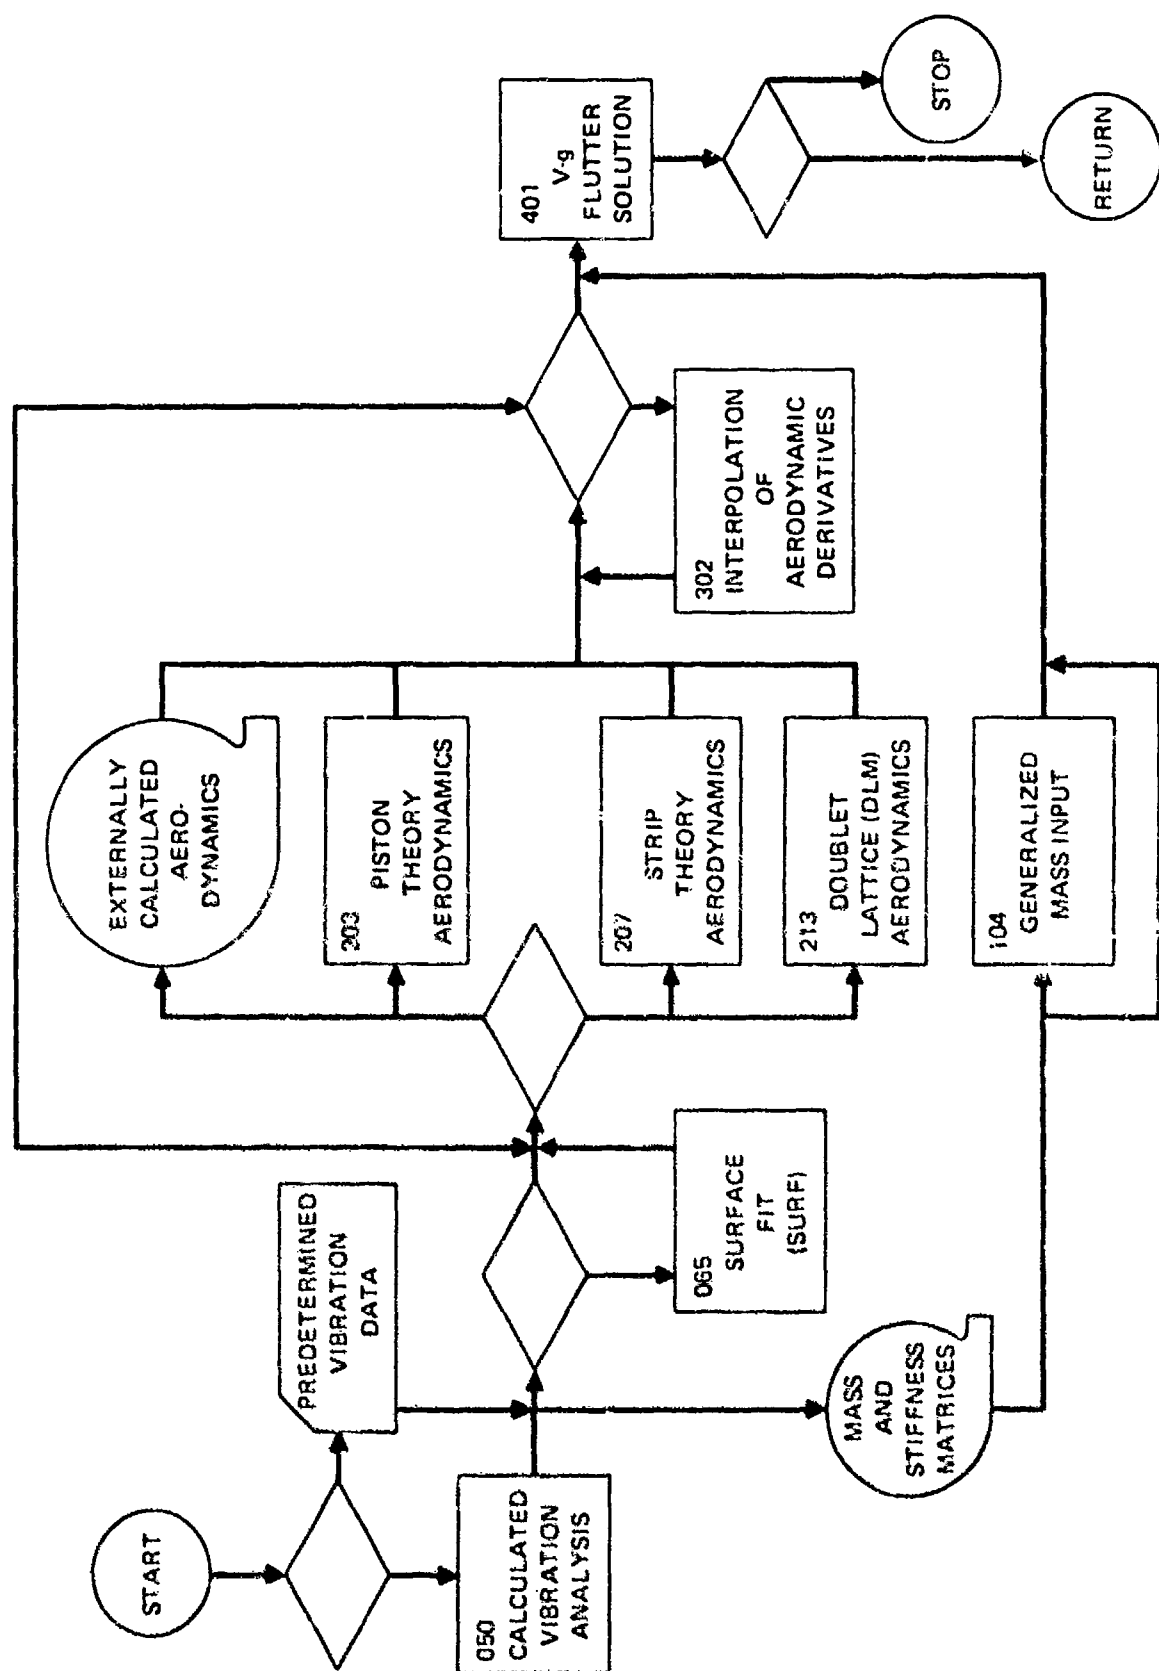 START
050
CALCULATED
VIBRATION
ANALYSIS
PREDETERMINED
VIBRATION
DATA
MASS
AND
STIFFNESS
MATRICES
065
SURFACE
FIT
(SURF)
EXTERNALLY
CALCULATED
AERO-
DYNAMICS
203
PISTON
THEORY
AERODYNAMICS
207
STRIP
THEORY
AERODYNAMICS
213
DOUBLET
LATTICE (DLM)
AERODYNAMICS
104
GENERALIZED
MASS INPUT
302
INTERPOLATION
OF
AERODYNAMIC
DERIVATIVES
401
V-g
FLUTTER
SOLUTION
STOP
RETURN